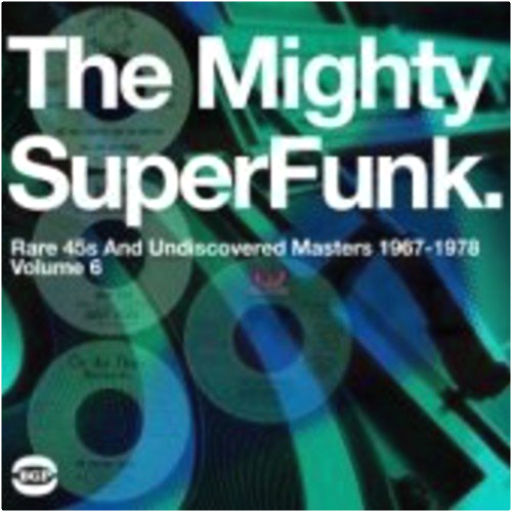 The Mighty
SuperFunk.
Rare 45s And Undiscovered Masters 1967-1978
Volume 6
BGP